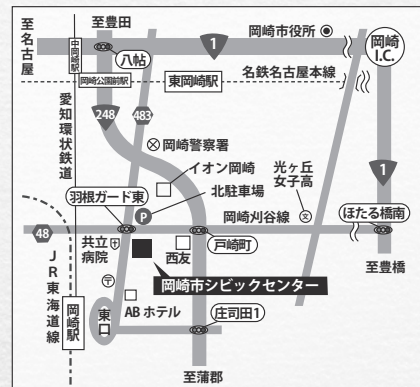 至豊田
至名古屋
中岡崎駅
八帖
1
岡崎市役所
岡崎
I.C.
岡崎公園前駅
東岡崎駅
名鉄名古屋本線
愛知環状鉄道
248
483
岡崎警察署
イオン岡崎
光ヶ丘
女子高
1
羽根ガード東
P
北駐車場
文
48
岡崎刈谷線
ほたる橋南
共立
病院
西友
戸崎町
至豊橋
JR東海道線
岡崎市シビックセンター
〒
岡崎駅
東口
ABホテル
庄司田1
至蒲郡